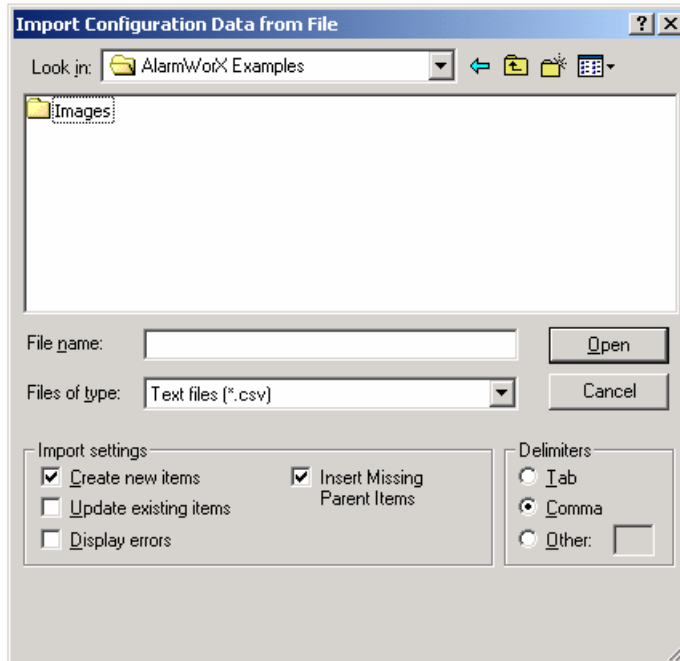 Import Configuration Data from File
Look in: AlarmWorX Examples
Images
File name:
Open
Files of type: Text files (*.csv)
Cancel
Import settings
Create new items
Insert Missing
Parent Items
Update existing items
Display errors
Delimiters
Tab
Comma
Other: